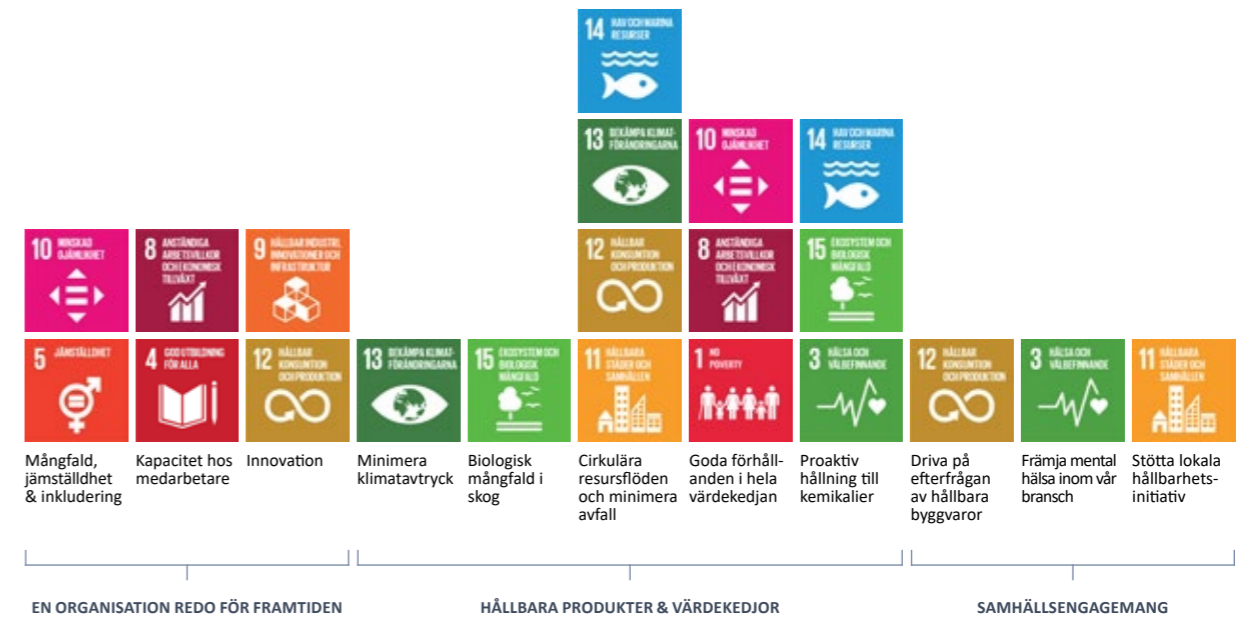 14 HAV OCH MARINA
RESURSER
13 BEKÄMPA KLIMAT-
FÖRÄNDRINGARNA
10 MINSKAD
OJÄMLIKHET
14 HAV OCH MARINA
RESURSER
10 MINSKAD
OJÄMLIKHET
8 ANSTÄNDIGA
ARBETSVILLKOR
OCH EKONOMISK
TILLVÄXT
9 HÅLLBAR INDUSTRI,
INNOVATIONER OCH
INFRASTRUKTUR
12 HÅLLBAR
KONSUMTION
OCH PRODUKTION
8 ANSTÄNDIGA
ARBETSVILLKOR
OCH EKONOMISK
TILLVÄXT
15 EKOSYSTEM OCH
BIOLOGISK
MÅNGFALD
5 JÄMSTÄLLDHET
4 GOD UTBILDNING
FÖR ALLA
12 HÅLLBAR
KONSUMTION
OCH PRODUKTION
13 BEKÄMPA KLIMAT-
FÖRÄNDRINGARNA
15 EKOSYSTEM OCH
BIOLOGISK
MÅNGFALD
11 HÅLLBARA
STÄDER OCH
SAMHÄLLEN
1 NO
POVERTY
3 HÄLSA OCH
VÄLBEFINNANDE
12 HÅLLBAR
KONSUMTION
OCH PRODUKTION
3 HÄLSA OCH
VÄLBEFINNANDE
11 HÅLLBARA
STÄDER OCH
SAMHÄLLEN
Mångfald,
jämställdhet
& inkludering
Kapacitet hos
medarbetare
Innovation
Minimera
klimatavtryck
Biologisk
mångfald i
skog
Cirkulära
resursflöden
och minimera
avfall
Goda förhåll-
anden i hela
värdekedjan
Proaktiv
hållning till
kemikalier
Driva på
efterfrågan
av hållbara
byggvaror
Främja mental
hälsa inom vår
bransch
Stötta lokala
hållbarhets-
initiativ
EN ORGANISATION REDO FÖR FRAMTIDEN
HÅLLBARA PRODUKTER & VÄRDEKEDJOR
SAMHÄLLSENGAGEMANG